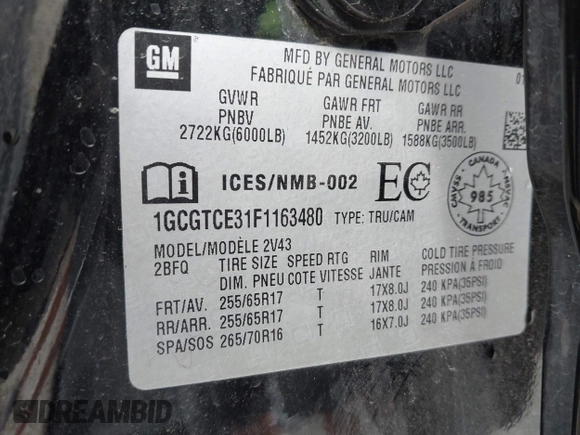 GM
MFD BY GENERAL MOTORS LLC 01
FABRIQUÉ PAR GENERAL MOTORS LLC
GVWR GAWR FRT GAWR RR
PNBV PNBE AV. PNBE ARR.
2722KG(6000LB) 1452KG(3200LB) 1588KG(3500LB)
ICES/NMB-002 EC CANADA 985 TRANSPORT
1GCGTCE31F1163480 TYPE: TRU/CAM
MODEL/MODÈLE 2V43
2BFQ TIRE SIZE SPEED RTG RIM COLD TIRE PRESSURE
DIM. PNEU COTE VITESSE JANTE PRESSION A FROID
FRT/AV. 255/65R17 T 17X8.0J 240 KPA(35PSI)
RR/ARR. 255/65R17 T 17X8.0J 240 KPA(35PSI)
SPA/SOS 265/70R16 T 16X7.0J 240 KPA(35PSI)
DREAMBID